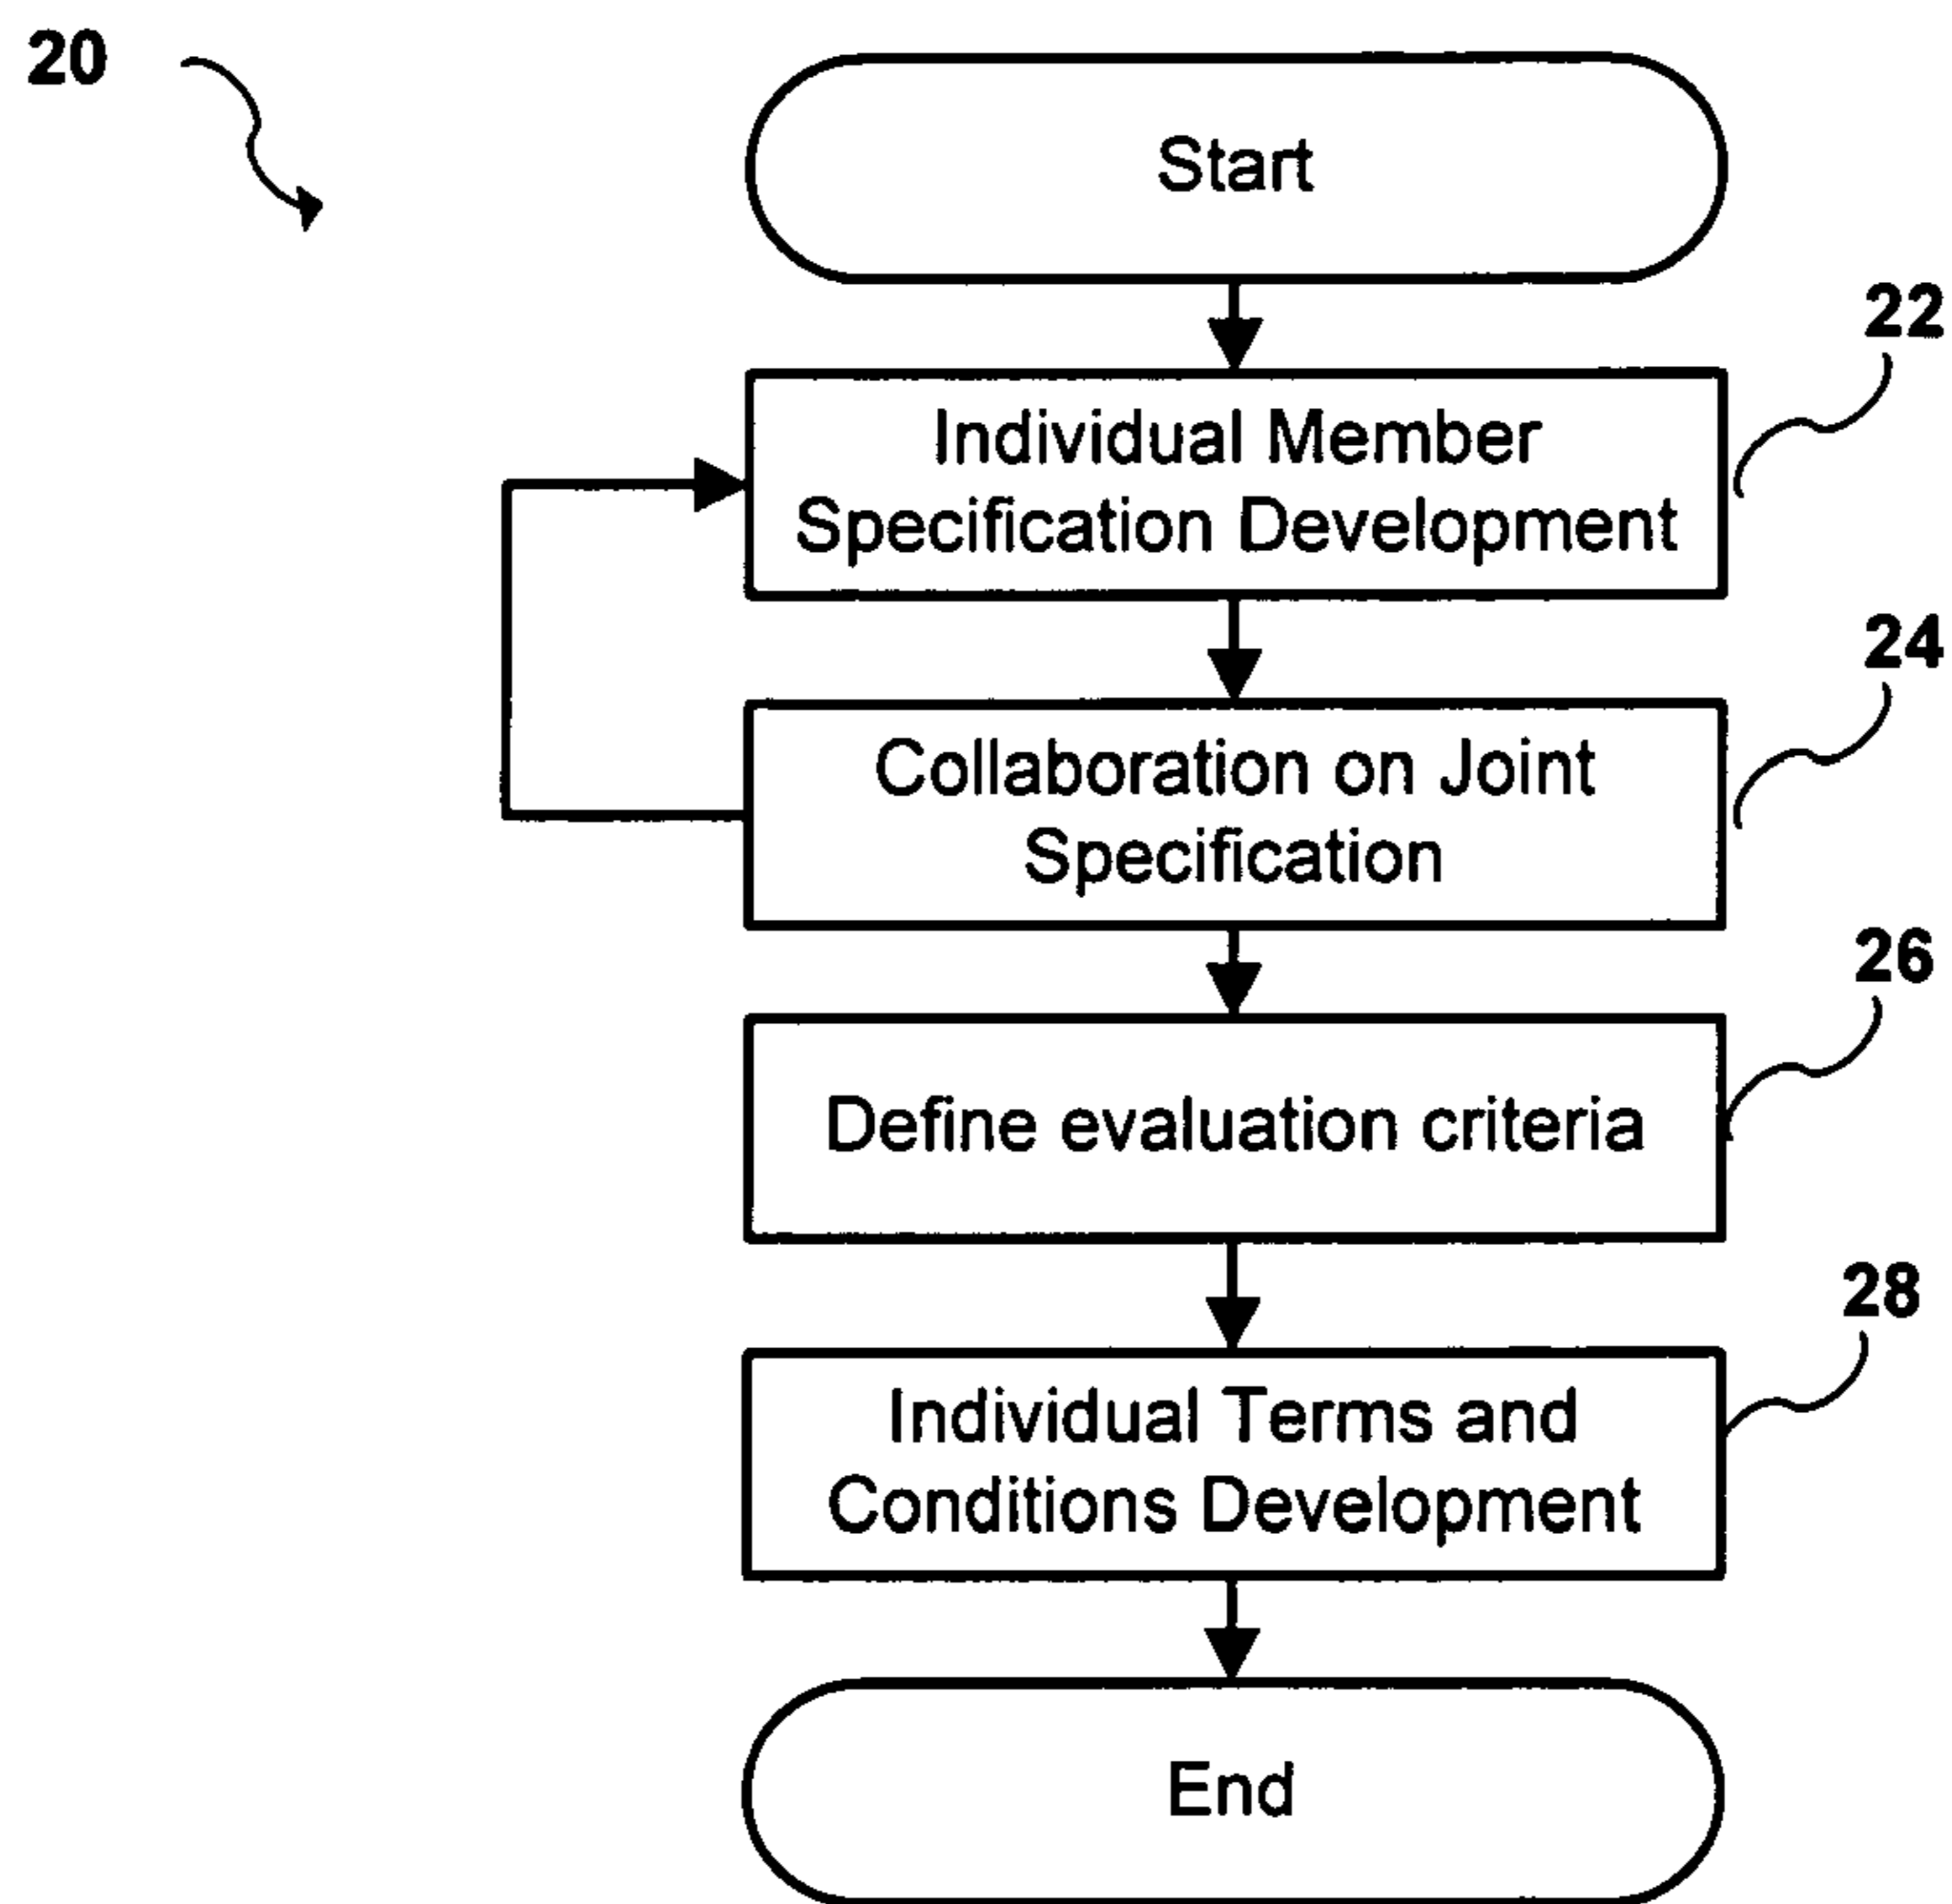 20
Start
22
Individual Member
Specification Development
24
Collaboration on Joint
Specification
26
Define evaluation criteria
28
Individual Terms and
Conditions Development
End